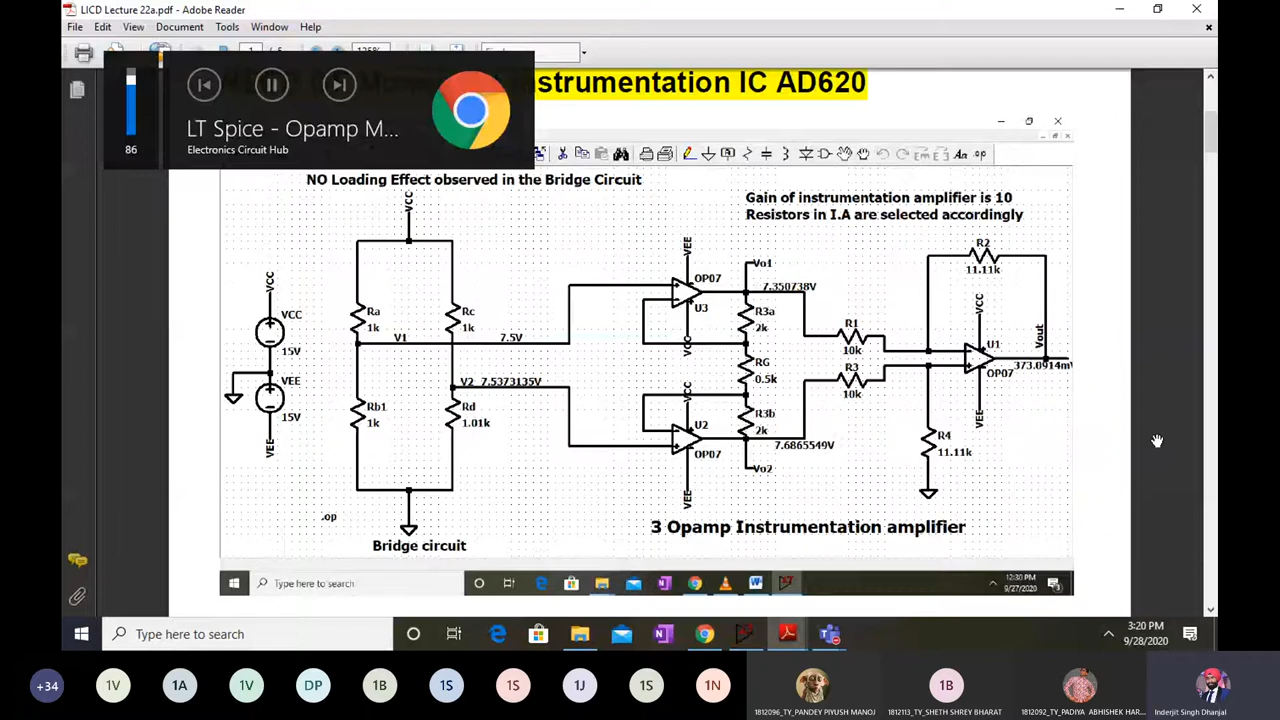 LICD Lecture 22a.pdf - Adobe Reader
File Edit View Document Tools Window Help
strumentation IC AD620
LT Spice - Opamp M...
Electronics Circuit Hub
86
NO Loading Effect observed in the Bridge Circuit
Gain of instrumentation amplifier is 10
Resistors in I.A are selected accordingly
VCC
VCC
VCC
15V
VEE
15V
VEE
Ra
1k
Rc
1k
V1
7.5V
V2 7.5373135V
Rb1
1k
Rd
1.01k
.op
Bridge circuit
VEE
OP07
U3
VCC
Vo1
7.350738V
R3a
2k
RG
0.5k
R3b
2k
VCC
U2
OP07
VEE
7.6865549V
Vo2
R1
10k
R3
10k
R2
11.11k
VCC
U1
OP07
VEE
Vout
373.0914mV
R4
11.11k
3 Opamp Instrumentation amplifier
Type here to search
12:30 PM
9/27/2020
Type here to search
3:20 PM
9/28/2020
+34
1V
1A
1V
DP
1B
1S
1S
1J
1S
1N
1812096_TY_PANDEY PIYUSH MANOJ
1B
1812113_TY_SHETH SHREY BHARAT
1812092_TY_PADIYA ABHISHEK HAR...
Inderjit Singh Dhanjal